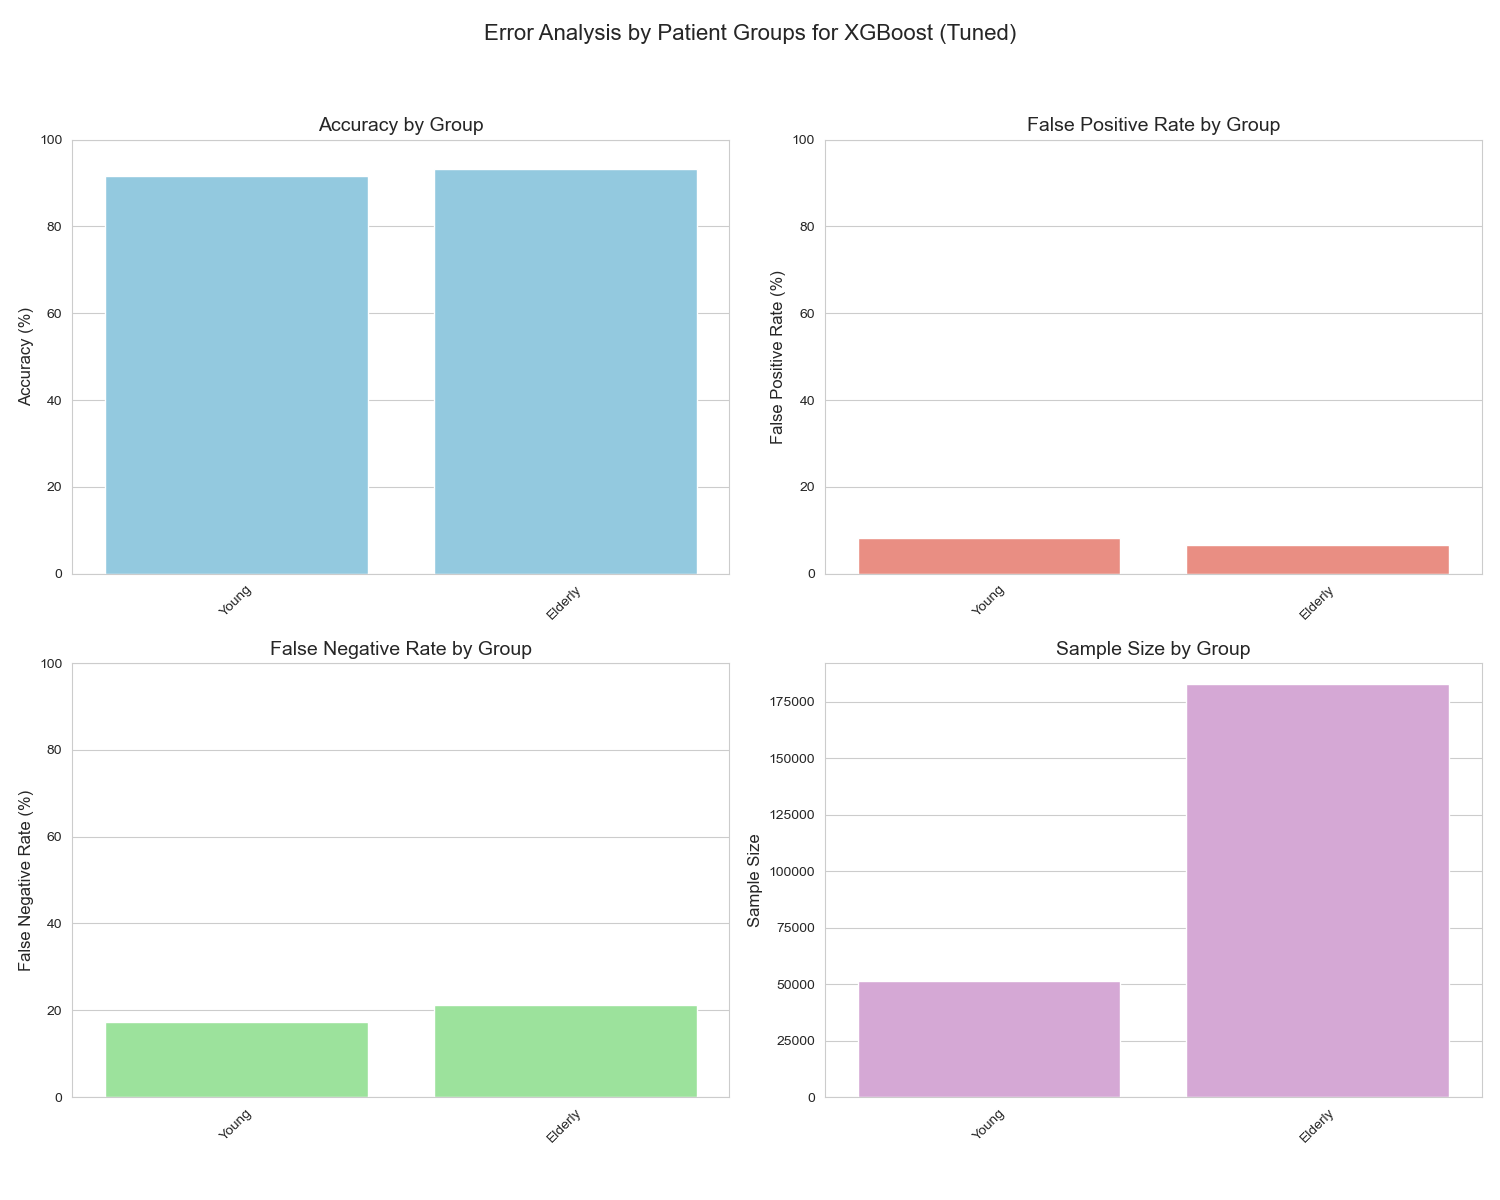 Error Analysis by Patient Groups for XGBoost (Tuned)
Accuracy by Group
100
80
60
40
20
0
Accuracy (%)
Young
Elderly
False Positive Rate by Group
100
80
60
40
20
0
False Positive Rate (%)
Young
Elderly
False Negative Rate by Group
100
80
60
40
20
0
False Negative Rate (%)
Young
Elderly
Sample Size by Group
175000
150000
125000
100000
75000
50000
25000
0
Sample Size
Young
Elderly